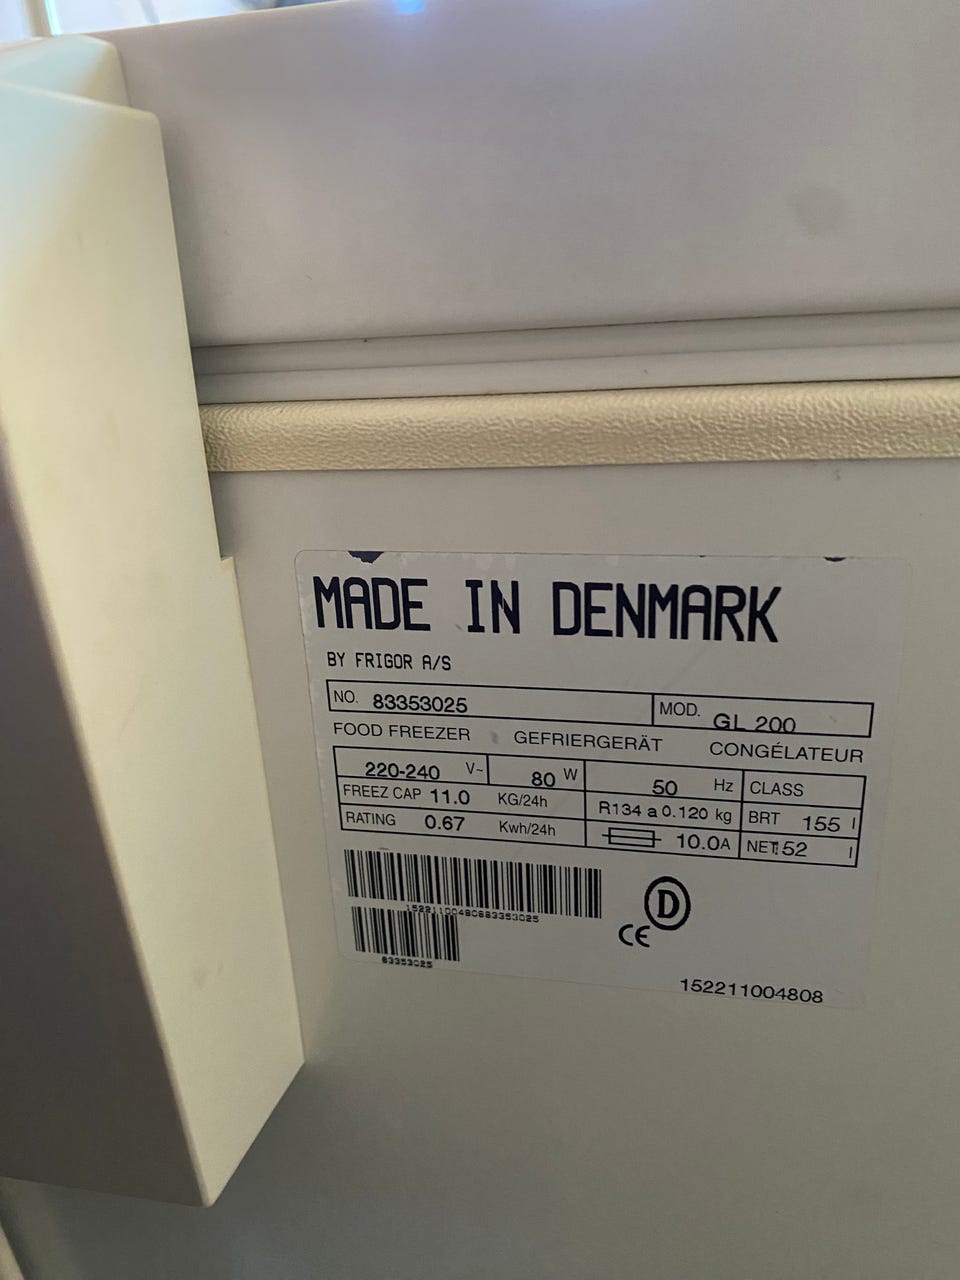 MADE IN DENMARK
BY FRIGOR A/S
NO. 83353025 MOD. GL 200
FOOD FREEZER GEFRIERGERÄT CONGÉLATEUR
220-240 V~ 80 W 50 Hz CLASS
FREEZ CAP 11.0 KG/24h R134 a 0.120 kg BRT 155 l
RATING 0.67 Kwh/24h 10.0A NET 152 l
15221100480883353025
D
CE
83353025
152211004808